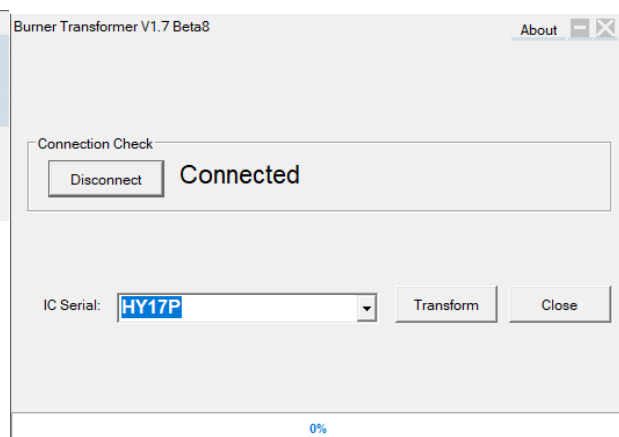 Burner Transformer V1.7 Beta8
About
Connection Check
Disconnect
Connected
IC Serial:
HY17P
Transform
Close
0%